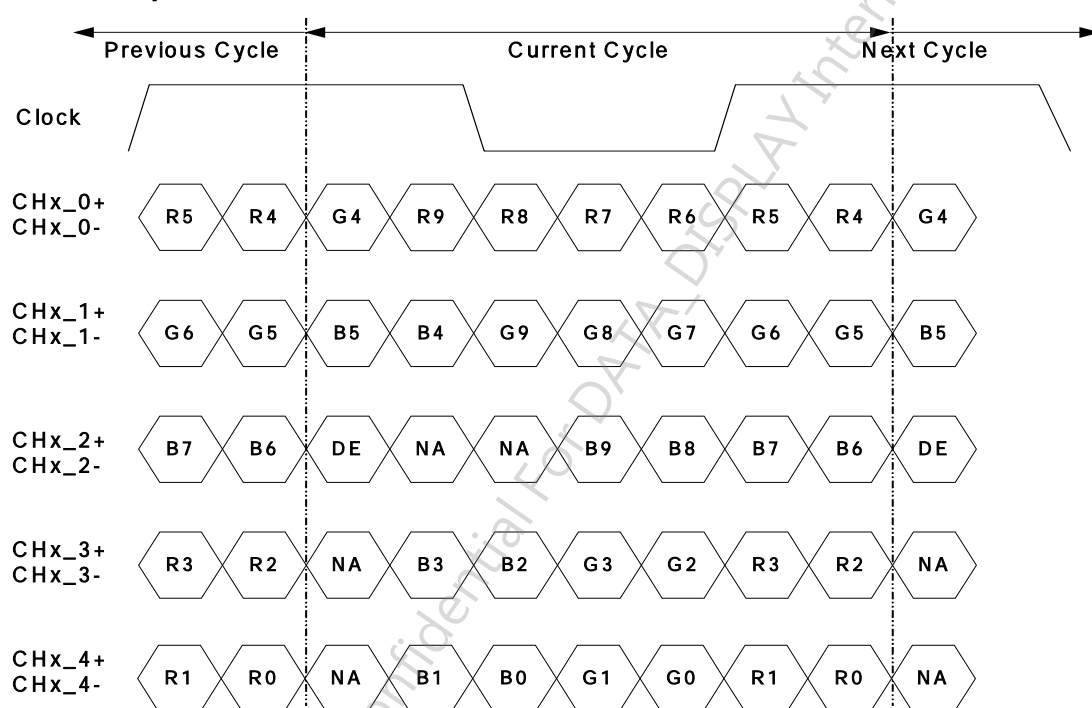 Previous Cycle Current Cycle Next Cycle
Clock
CHx_0+
CHx_0-
R5 R4 G4 R9 R8 R7 R6 R5 R4 G4
CHx_1+
CHx_1-
G6 G5 B5 B4 G9 G8 G7 G6 G5 B5
CHx_2+
CHx_2-
B7 B6 DE NA NA B9 B8 B7 B6 DE
CHx_3+
CHx_3-
R3 R2 NA B3 B2 G3 G2 R3 R2 NA
CHx_4+
CHx_4-
R1 R0 NA B1 B0 G1 G0 R1 R0 NA
For DATA_DISPLAY